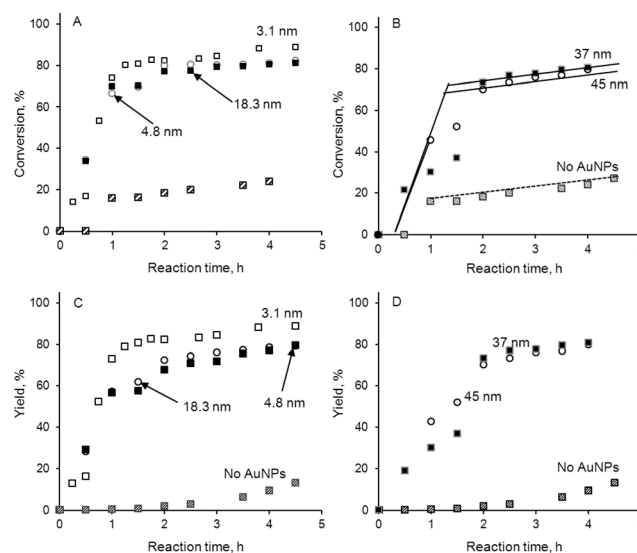 A
100
80
60
40
20
0
Conversion, %
3.1 nm
18.3 nm
4.8 nm
0 1 2 3 4 5
Reaction time, h
B
100
80
60
40
20
0
Conversion, %
37 nm
45 nm
No AuNPs
0 1 2 3 4
Reaction time, h
C
100
80
60
40
20
0
Yield, %
3.1 nm
18.3 nm
4.8 nm
No AuNPs
0 1 2 3 4 5
Reaction time, h
D
100
80
60
40
20
0
Yield, %
37 nm
45 nm
No AuNPs
0 1 2 3 4
Reaction time, h